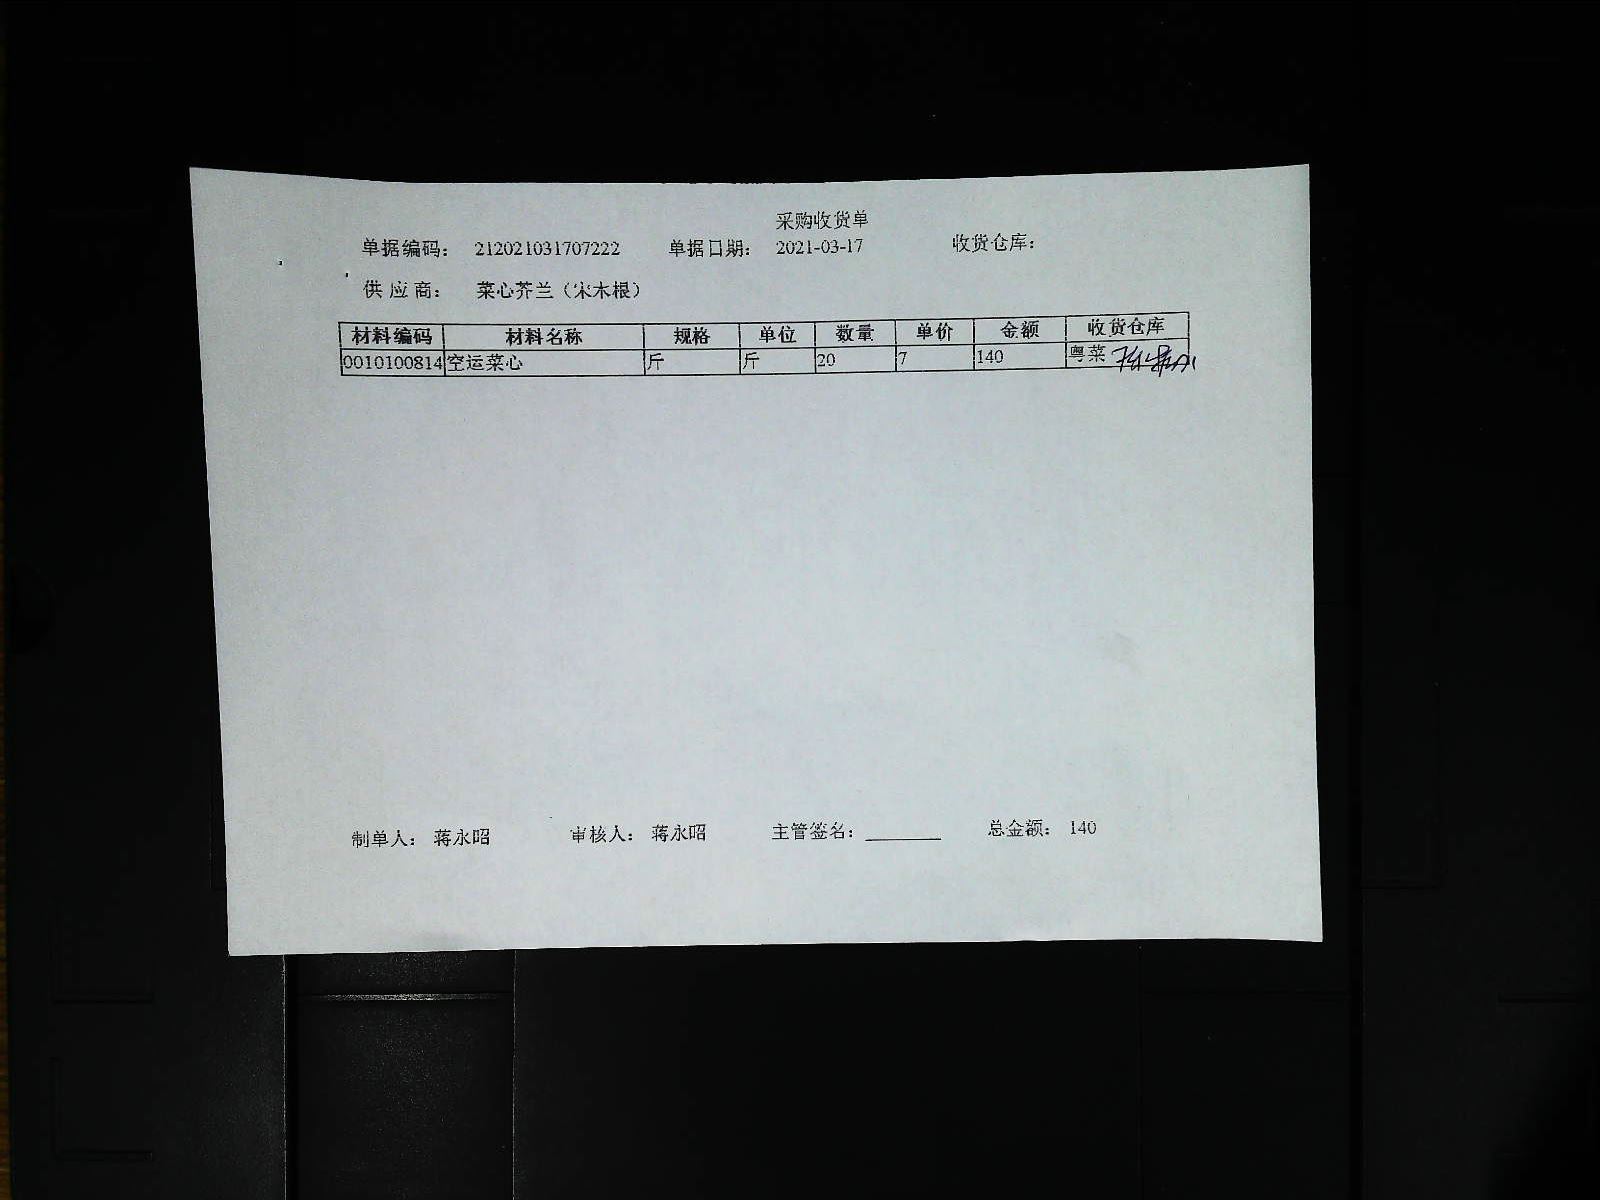 采购收货单
单据编码: 212021031707222 单据日期: 2021-03-17 收货仓库:
供应商: 菜心芥兰（宋木根）
材料编码 材料名称 规格 单位 数量 单价 金额 收货仓库
0010100814 空运菜心 斤 斤 20 7 140 粤菜
制单人: 蒋永昭 审核人: 蒋永昭 主管签名: 总金额: 140